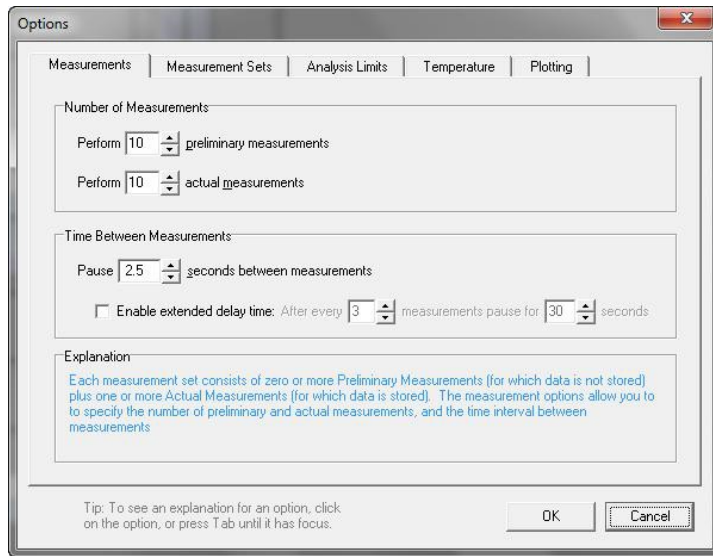 Options
Measurements Measurement Sets Analysis Limits Temperature Plotting
Number of Measurements
Perform 10 preliminary measurements
Perform 10 actual measurements
Time Between Measurements
Pause 2.5 seconds between measurements
Enable extended delay time: After every 3 measurements pause for 30 seconds
Explanation
Each measurement set consists of zero or more Preliminary Measurements (for which data is not stored)
plus one or more Actual Measurements (for which data is stored). The measurement options allow you to
to specify the number of preliminary and actual measurements, and the time interval between
measurements
Tip: To see an explanation for an option, click
on the option, or press Tab until it has focus.
OK Cancel